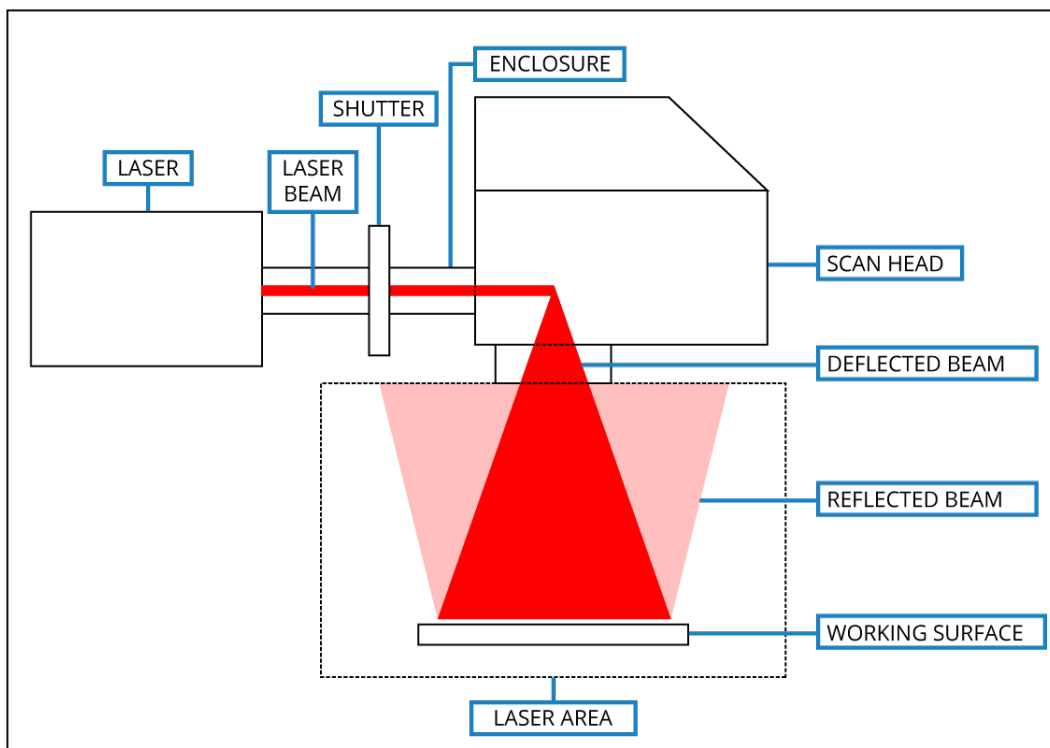 ENCLOSURE
SHUTTER
LASER
LASER
BEAM
SCAN HEAD
DEFLECTED BEAM
REFLECTED BEAM
WORKING SURFACE
LASER AREA